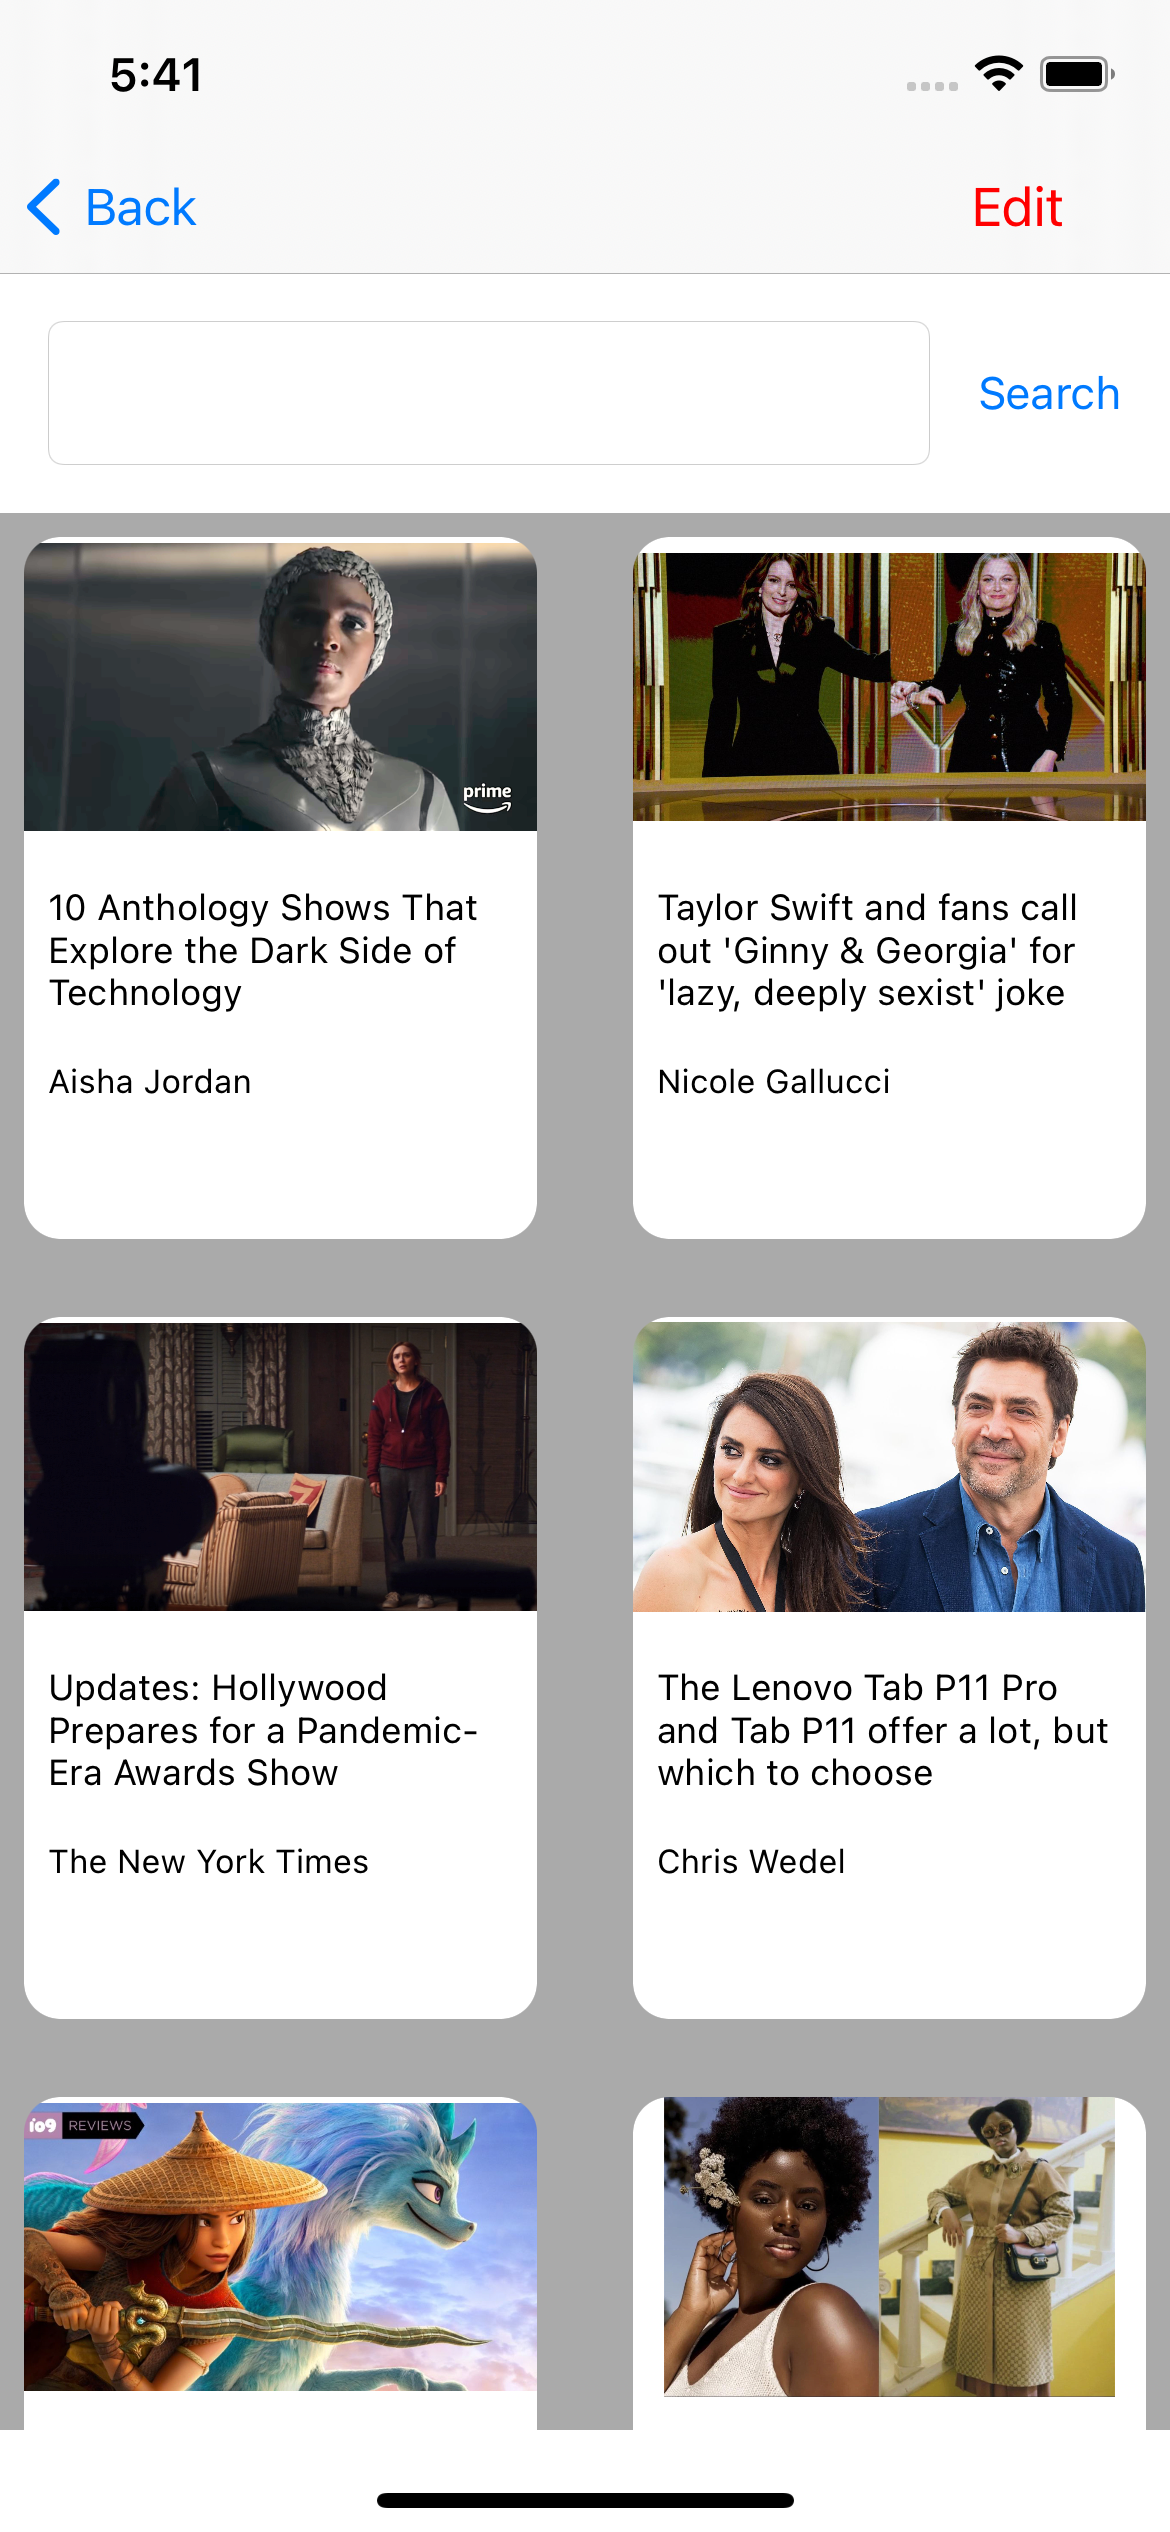 5:41
Back
Edit
Search
prime
10 Anthology Shows That
Explore the Dark Side of
Technology
Aisha Jordan
Taylor Swift and fans call
out 'Ginny & Georgia' for
'lazy, deeply sexist' joke
Nicole Gallucci
Updates: Hollywood
Prepares for a Pandemic-
Era Awards Show
The New York Times
The Lenovo Tab P11 Pro
and Tab P11 offer a lot, but
which to choose
Chris Wedel
io9 REVIEWS